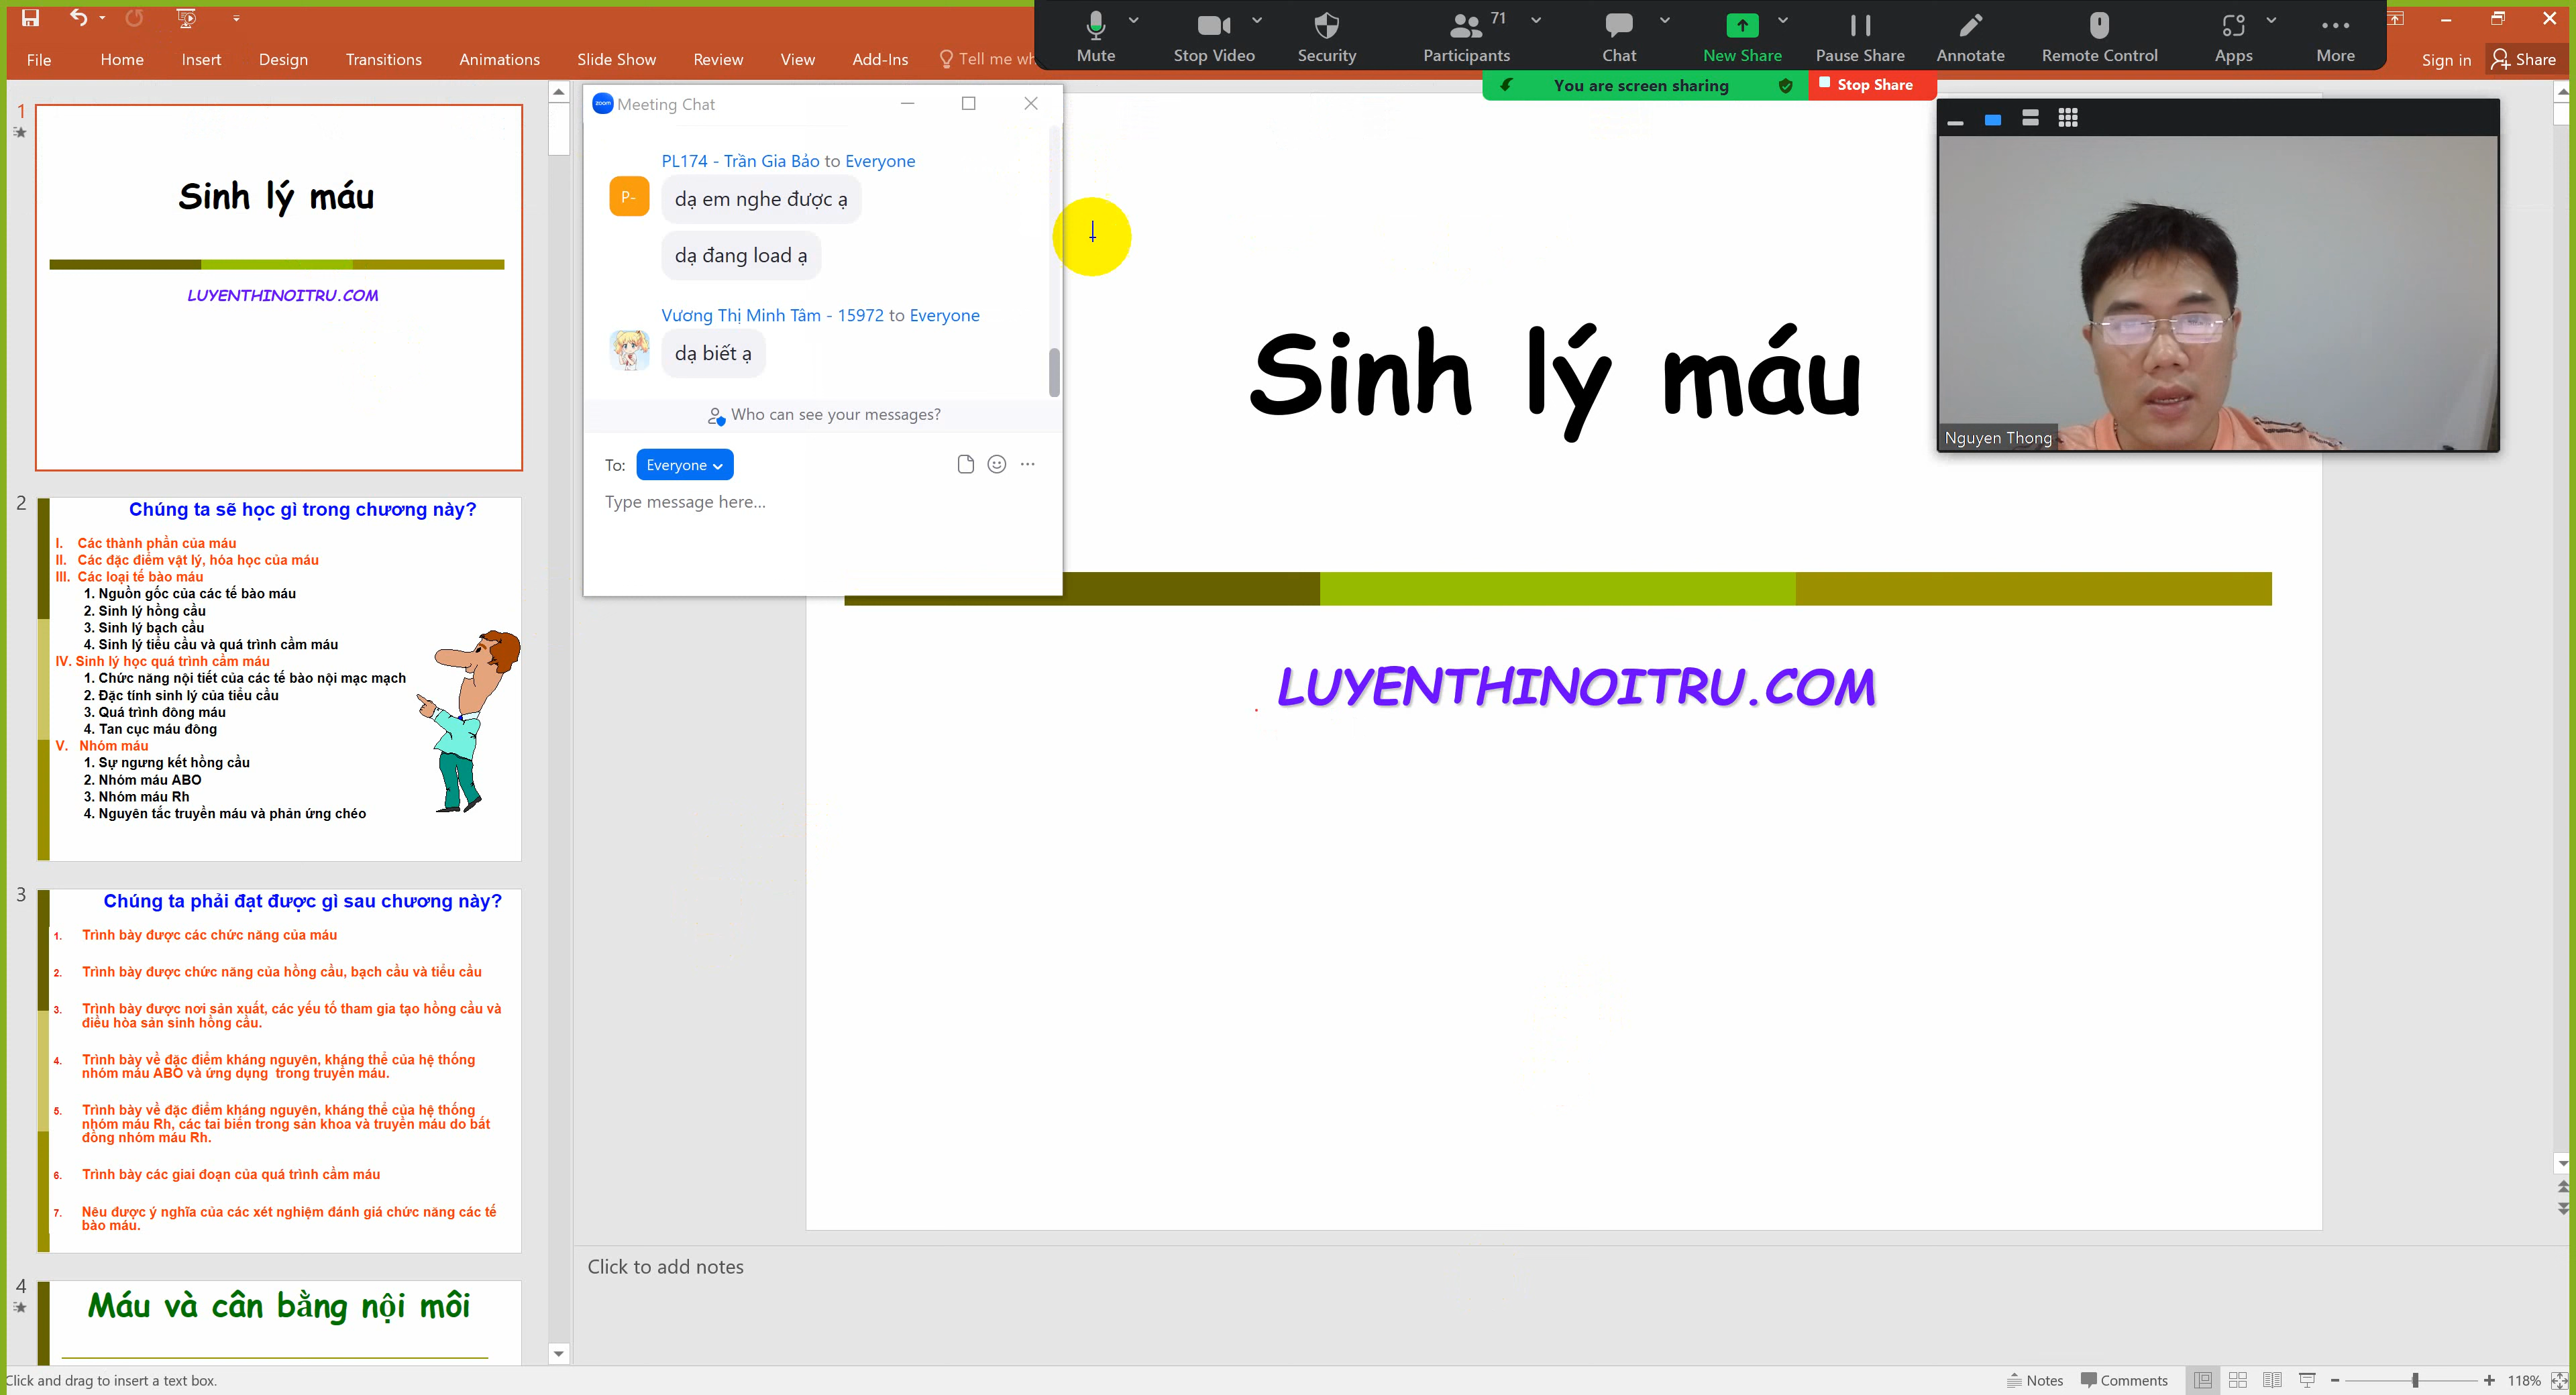 File Home Insert Design Transitions Animations Slide Show Review View Add-Ins Tell me wh
Mute Stop Video Security Participants 71 Chat New Share Pause Share Annotate Remote Control Apps More
Sign in Share
You are screen sharing Stop Share
1
Sinh lý máu
LUYENTHINOITRU.COM
2
Chúng ta sẽ học gì trong chương này?
I. Các thành phần của máu
II. Các đặc điểm vật lý, hóa học của máu
III. Các loại tế bào máu
1. Nguồn gốc của các tế bào máu
2. Sinh lý hồng cầu
3. Sinh lý bạch cầu
4. Sinh lý tiểu cầu và quá trình cầm máu
IV. Sinh lý học quá trình cầm máu
1. Chức năng nội tiết của các tế bào nội mạc mạch
2. Đặc tính sinh lý của tiểu cầu
3. Quá trình đông máu
4. Tan cục máu đông
V. Nhóm máu
1. Sự ngưng kết hồng cầu
2. Nhóm máu ABO
3. Nhóm máu Rh
4. Nguyên tắc truyền máu và phản ứng chéo
3
Chúng ta phải đạt được gì sau chương này?
1. Trình bày được các chức năng của máu
2. Trình bày được chức năng của hồng cầu, bạch cầu và tiểu cầu
3. Trình bày được nơi sản xuất, các yếu tố tham gia tạo hồng cầu và
điều hòa sản sinh hồng cầu.
4. Trình bày về đặc điểm kháng nguyên, kháng thể của hệ thống
nhóm máu ABO và ứng dụng trong truyền máu.
5. Trình bày về đặc điểm kháng nguyên, kháng thể của hệ thống
nhóm máu Rh, các tai biến trong sản khoa và truyền máu do bất
đồng nhóm máu Rh.
6. Trình bày các giai đoạn của quá trình cầm máu
7. Nêu được ý nghĩa của các xét nghiệm đánh giá chức năng các tế
bào máu.
4
Máu và cân bằng nội môi
zoom Meeting Chat
PL174 - Trần Gia Bảo to Everyone
P-
dạ em nghe được ạ
dạ đang load ạ
Vương Thị Minh Tâm - 15972 to Everyone
dạ biết ạ
Who can see your messages?
To: Everyone
Type message here...
Sinh lý máu
LUYENTHINOITRU.COM
Nguyen Thong
Click to add notes
Click and drag to insert a text box.
Notes Comments 118%